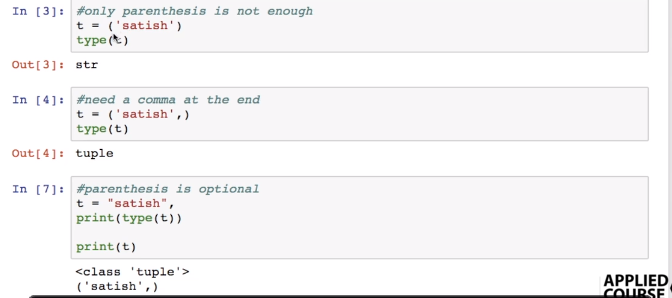 In [3]: #only parenthesis is not enough
t = ('satish')
type(t)
Out[3]: str
In [4]: #need a comma at the end
t = ('satish',)
type(t)
Out[4]: tuple
In [7]: #parenthesis is optional
t = "satish",
print(type(t))
print(t)
<class 'tuple'>
('satish',)
APPLIED
COURSE